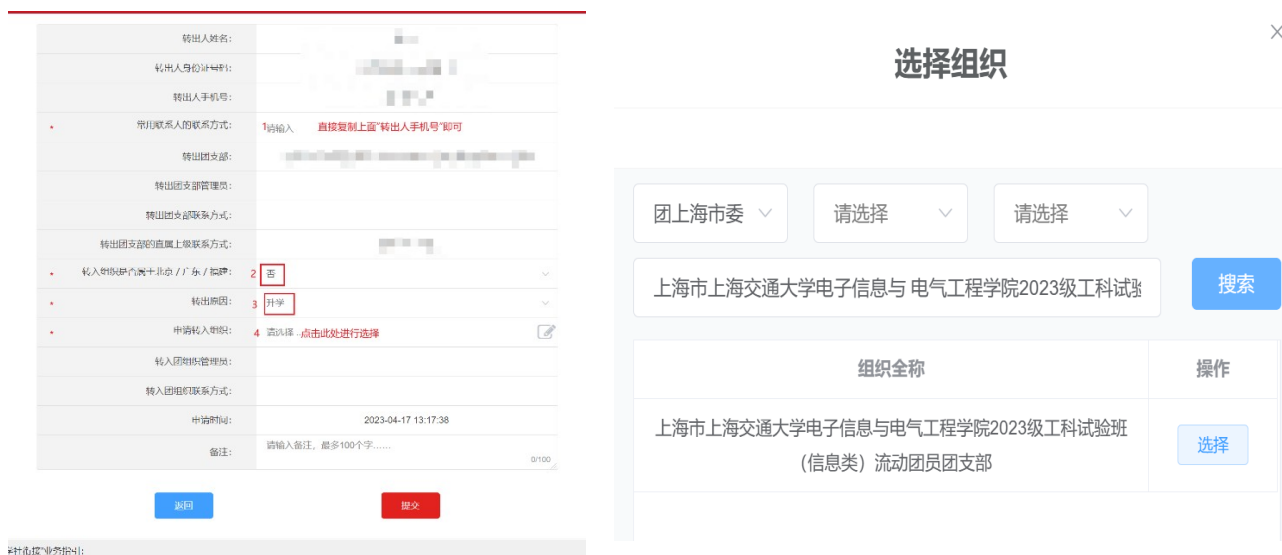 转出人姓名:
转出人身份证号码:
转出人手机号:
* 常用联系人的联系方式: 1请输入 直接复制上面"转出人手机号"即可
转出团支部:
转出团支部管理员:
转出团支部联系方式:
转出团支部的直属上级联系方式:
* 转入组织是否属于北京/广东/福建: 2 否
* 转出原因: 3 升学
* 申请转入组织: 4 请选择 点击此处进行选择
转入团组织管理员:
转入团组织联系方式:
申请时间: 2023-04-17 13:17:38
备注: 请输入备注，最多100个字……
0/100
返回 提交
选择组织
团上海市委 请选择 请选择
上海市上海交通大学电子信息与 电气工程学院2023级工科试验
搜索
组织全称 操作
上海市上海交通大学电子信息与电气工程学院2023级工科试验班
（信息类）流动团员团支部
选择